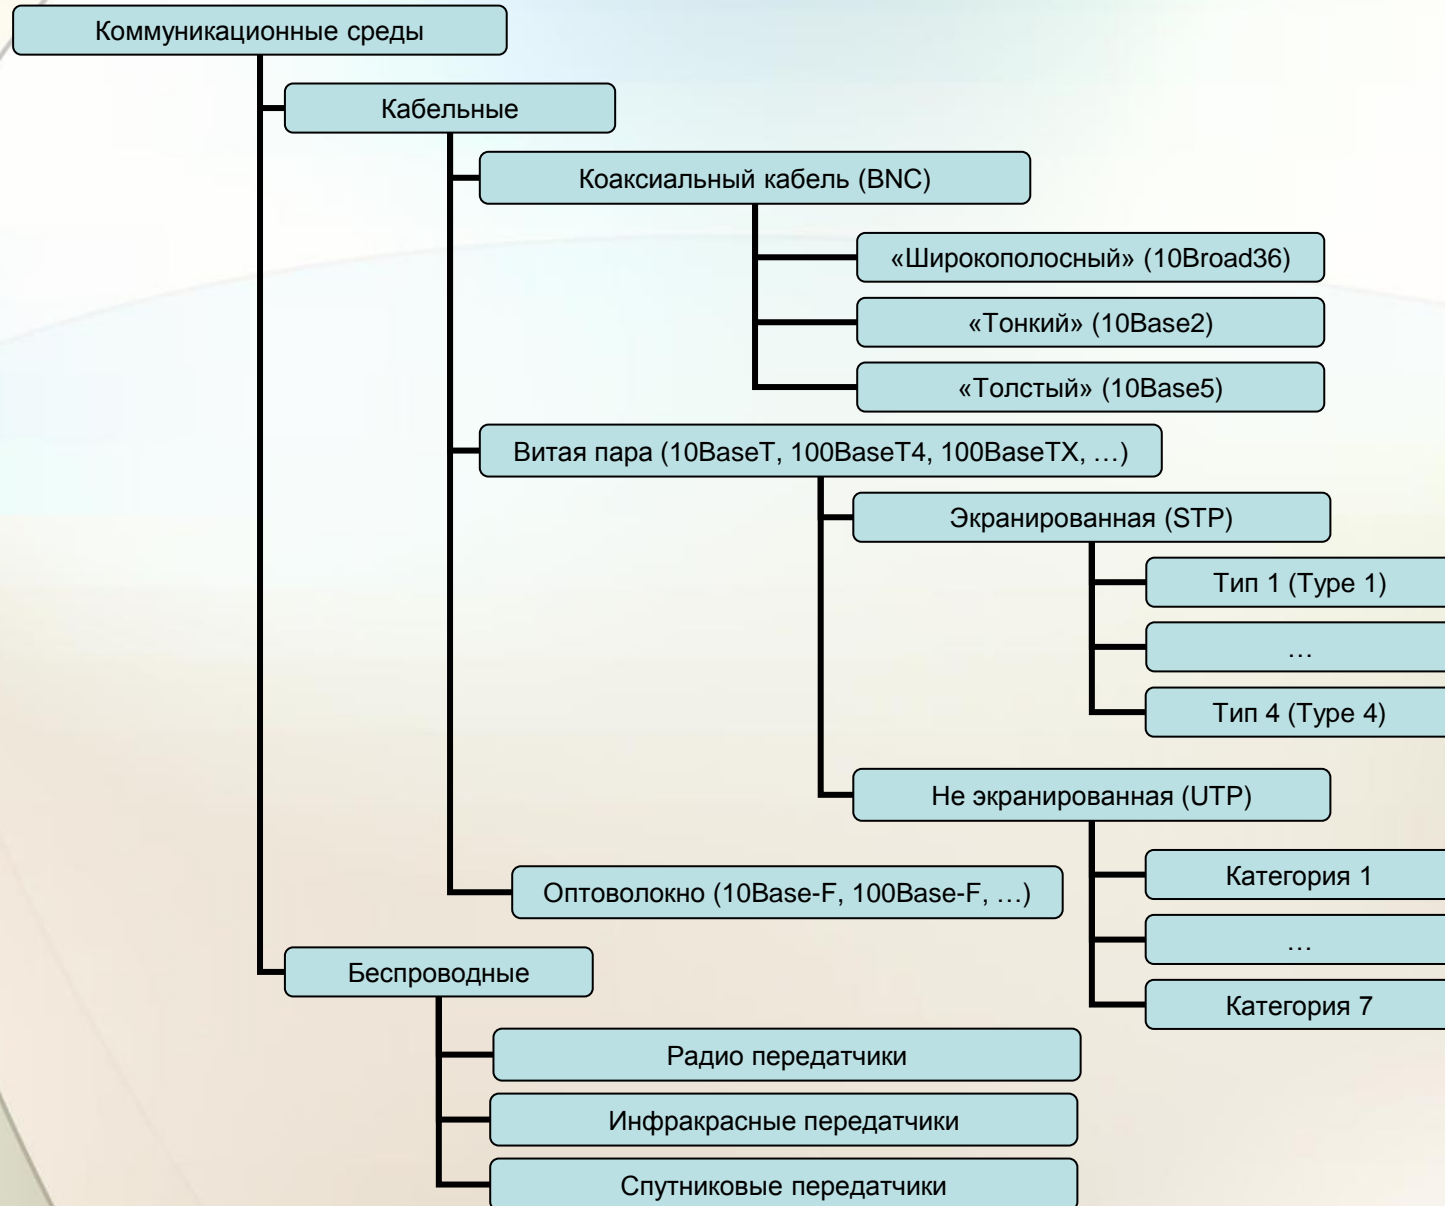 Коммуникационные среды
Кабельные
Коаксиальный кабель (BNC)
«Широкополосный» (10Broad36)
«Тонкий» (10Base2)
«Толстый» (10Base5)
Витая пара (10BaseT, 100BaseT4, 100BaseTX, …)
Экранированная (STP)
Тип 1 (Type 1)
…
Тип 4 (Type 4)
Не экранированная (UTP)
Категория 1
…
Категория 7
Оптоволокно (10Base-F, 100Base-F, …)
Беспроводные
Радио передатчики
Инфракрасные передатчики
Спутниковые передатчики